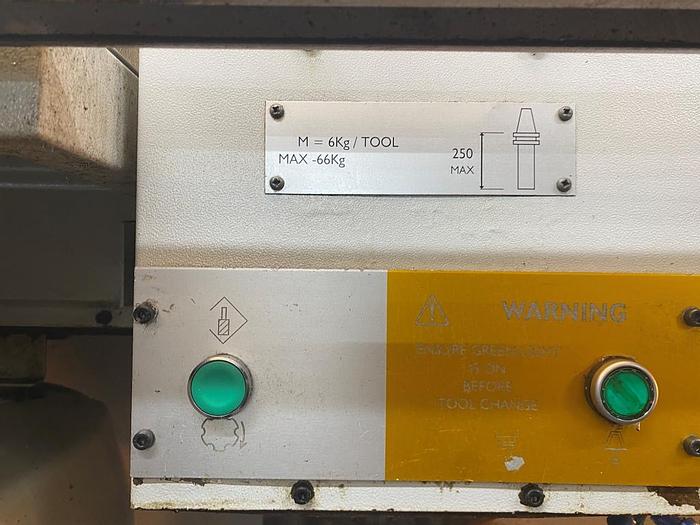 M = 6Kg / TOOL
MAX -66Kg
250
MAX
WARNING
ENSURE GREEN LIGHT
IS ON
BEFORE
TOOL CHANGE